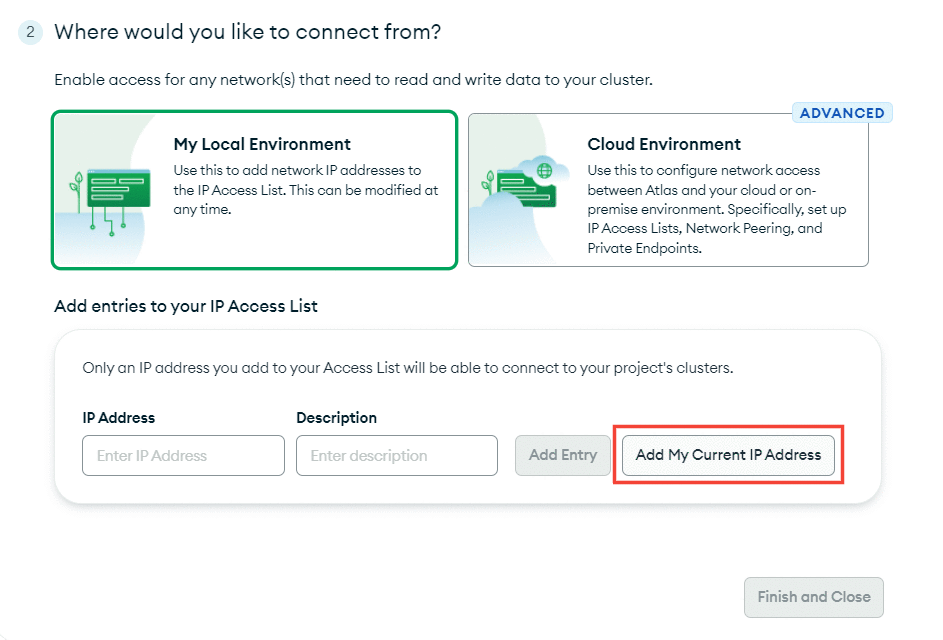 2 Where would you like to connect from?
Enable access for any network(s) that need to read and write data to your cluster.
ADVANCED
My Local Environment
Use this to add network IP addresses to
the IP Access List. This can be modified at
any time.
Cloud Environment
Use this to configure network access
between Atlas and your cloud or on-
premise environment. Specifically, set up
IP Access Lists, Network Peering, and
Private Endpoints.
Add entries to your IP Access List
Only an IP address you add to your Access List will be able to connect to your project's clusters.
IP Address Description
Enter IP Address Enter description Add Entry Add My Current IP Address
Finish and Close